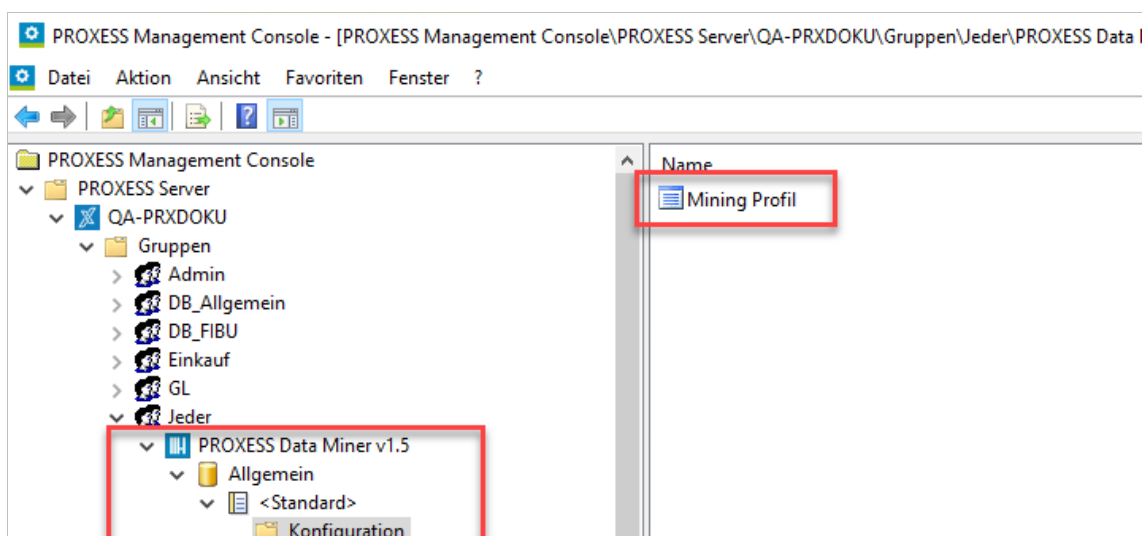 PROXESS Management Console - [PROXESS Management Console\PROXESS Server\QA-PRXDOKU\Gruppen\Jeder\PROXESS Data
Datei Aktion Ansicht Favoriten Fenster ?
PROXESS Management Console
PROXESS Server
QA-PRXDOKU
Gruppen
Admin
DB_Allgemein
DB_FIBU
Einkauf
GL
Jeder
PROXESS Data Miner v1.5
Allgemein
<Standard>
Konfiguration
Name
Mining Profil